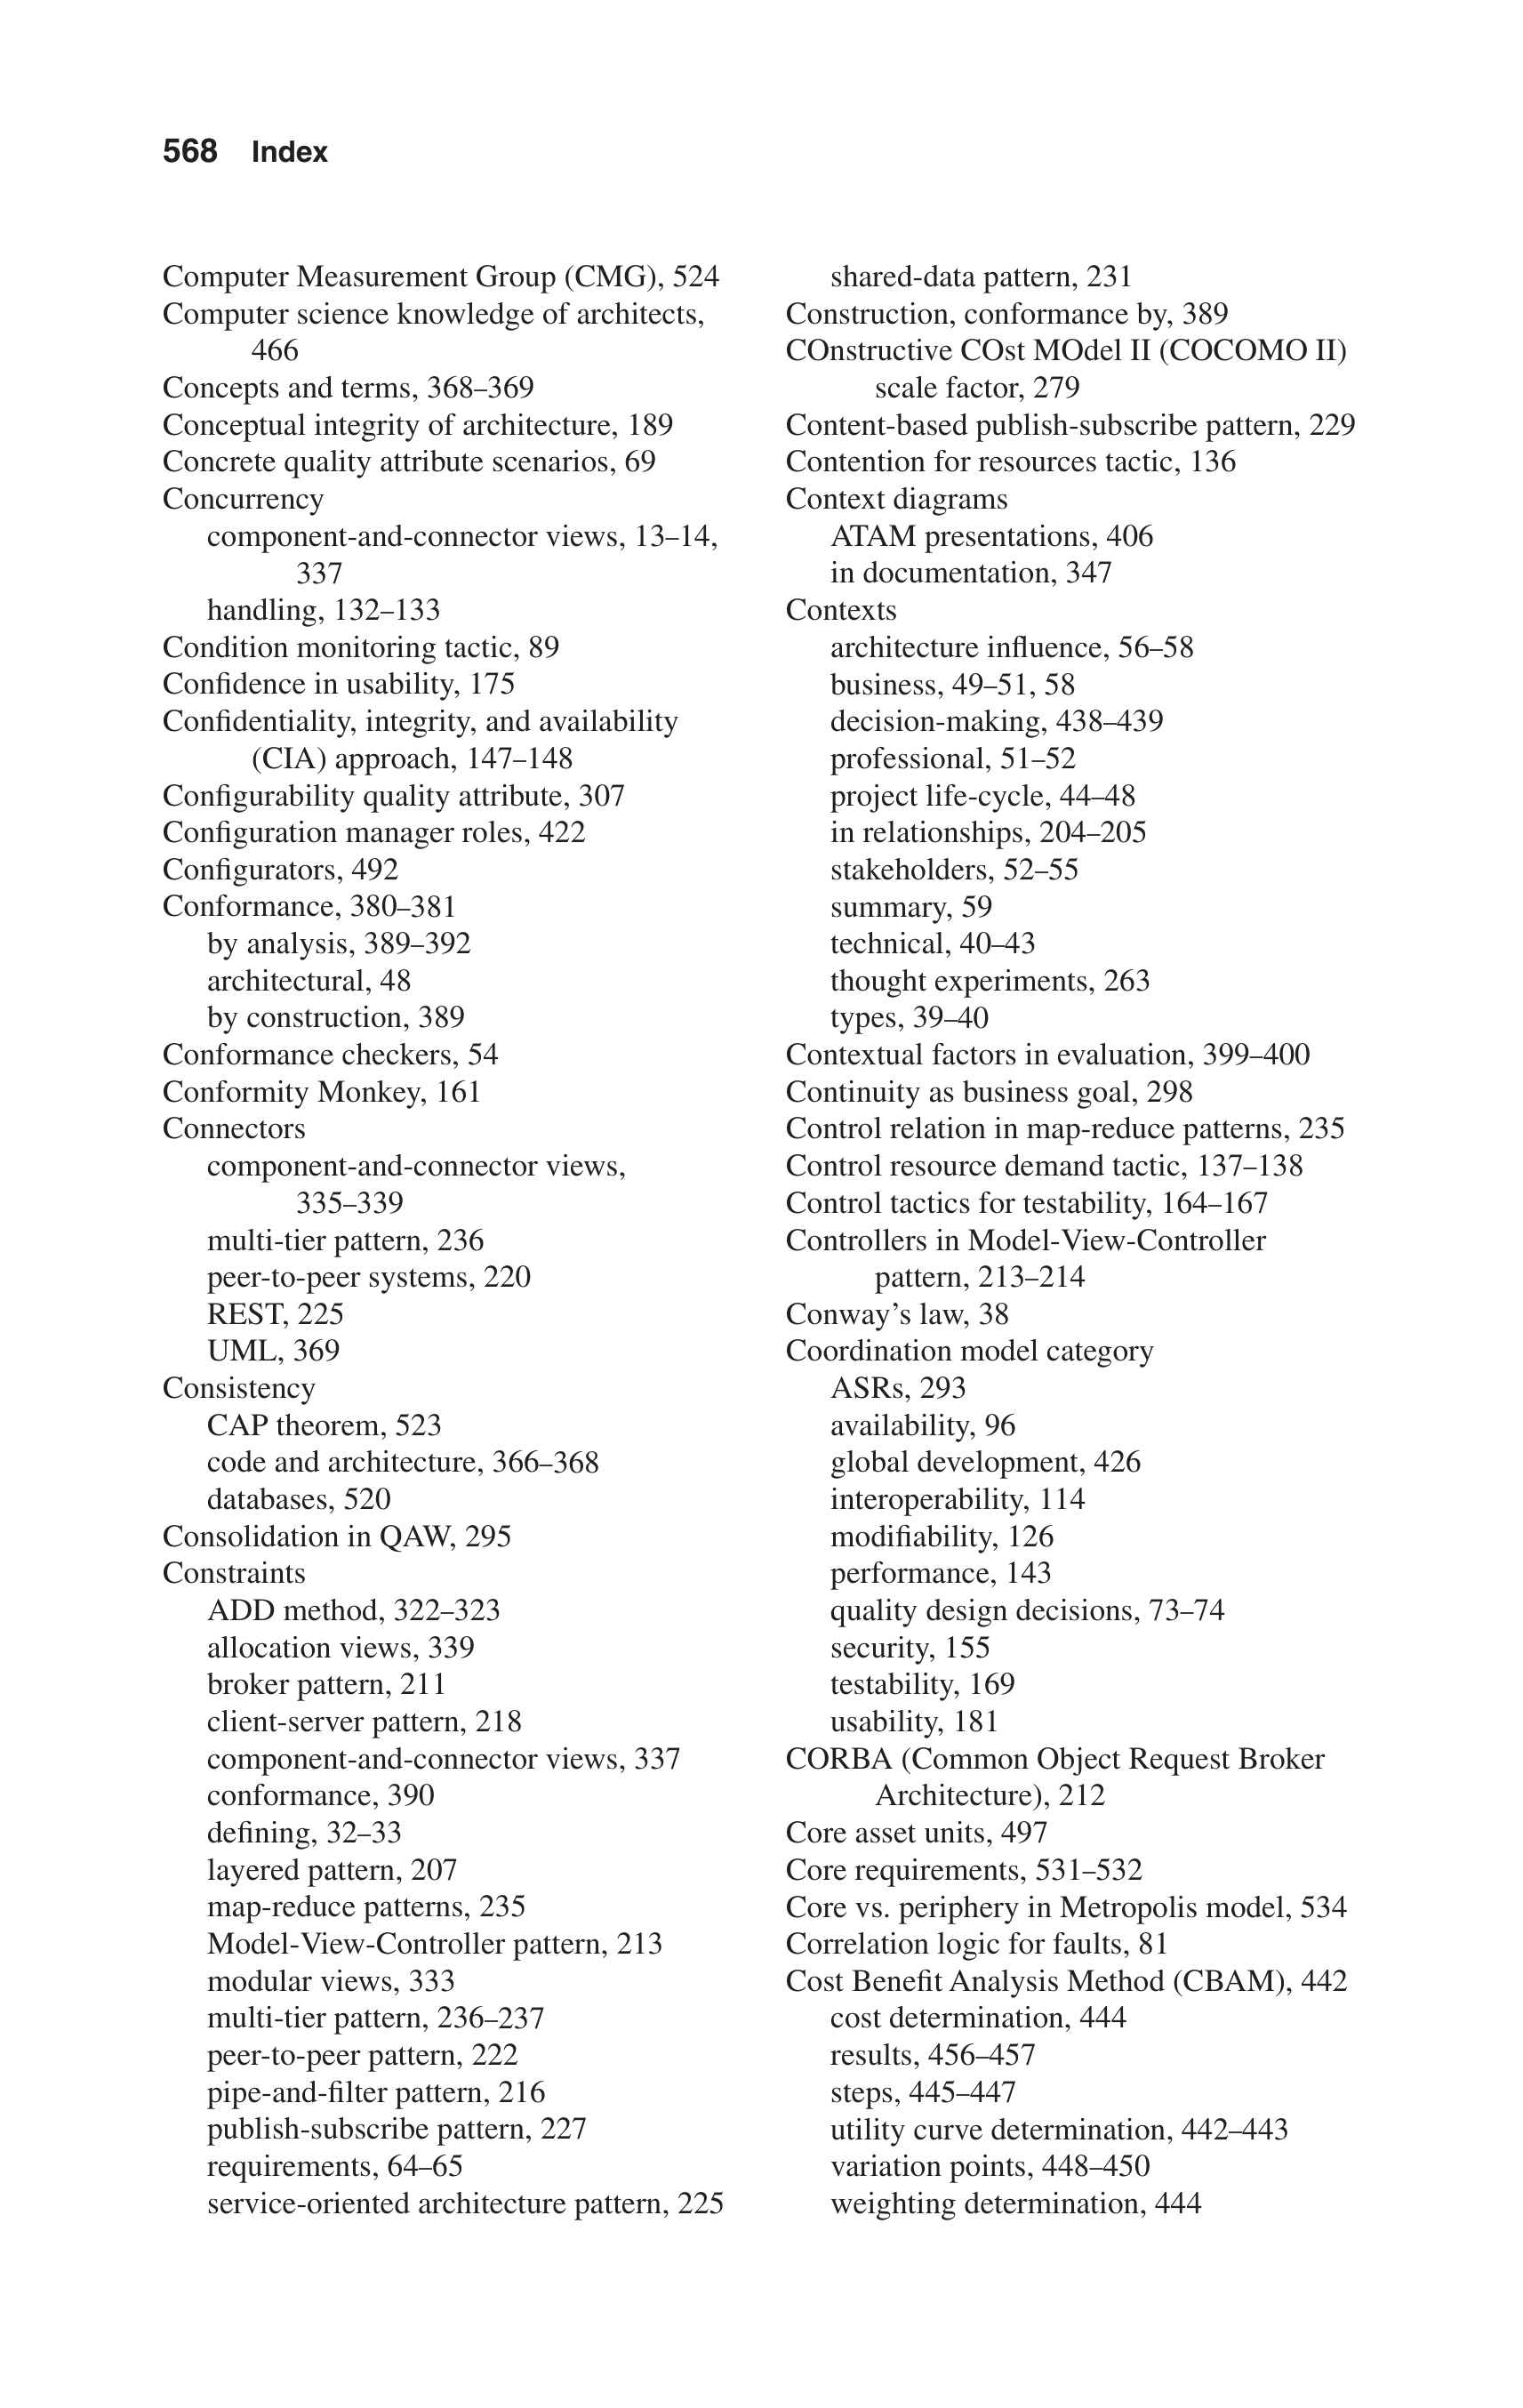 568 Index
Computer Measurement Group (CMG), 524
Computer science knowledge of architects,
466
Concepts and terms, 368–369
Conceptual integrity of architecture, 189
Concrete quality attribute scenarios, 69
Concurrency
component-and-connector views, 13–14,
337
handling, 132–133
Condition monitoring tactic, 89
Confidence in usability, 175
Confidentiality, integrity, and availability
(CIA) approach, 147–148
Configurability quality attribute, 307
Configuration manager roles, 422
Configurators, 492
Conformance, 380–381
by analysis, 389–392
architectural, 48
by construction, 389
Conformance checkers, 54
Conformity Monkey, 161
Connectors
component-and-connector views,
335–339
multi-tier pattern, 236
peer-to-peer systems, 220
REST, 225
UML, 369
Consistency
CAP theorem, 523
code and architecture, 366–368
databases, 520
Consolidation in QAW, 295
Constraints
ADD method, 322–323
allocation views, 339
broker pattern, 211
client-server pattern, 218
component-and-connector views, 337
conformance, 390
defining, 32–33
layered pattern, 207
map-reduce patterns, 235
Model-View-Controller pattern, 213
modular views, 333
multi-tier pattern, 236–237
peer-to-peer pattern, 222
pipe-and-filter pattern, 216
publish-subscribe pattern, 227
requirements, 64–65
service-oriented architecture pattern, 225
shared-data pattern, 231
Construction, conformance by, 389
COnstructive COst MOdel II (COCOMO II)
scale factor, 279
Content-based publish-subscribe pattern, 229
Contention for resources tactic, 136
Context diagrams
ATAM presentations, 406
in documentation, 347
Contexts
architecture influence, 56–58
business, 49–51, 58
decision-making, 438–439
professional, 51–52
project life-cycle, 44–48
in relationships, 204–205
stakeholders, 52–55
summary, 59
technical, 40–43
thought experiments, 263
types, 39–40
Contextual factors in evaluation, 399–400
Continuity as business goal, 298
Control relation in map-reduce patterns, 235
Control resource demand tactic, 137–138
Control tactics for testability, 164–167
Controllers in Model-View-Controller
pattern, 213–214
Conway’s law, 38
Coordination model category
ASRs, 293
availability, 96
global development, 426
interoperability, 114
modifiability, 126
performance, 143
quality design decisions, 73–74
security, 155
testability, 169
usability, 181
CORBA (Common Object Request Broker
Architecture), 212
Core asset units, 497
Core requirements, 531–532
Core vs. periphery in Metropolis model, 534
Correlation logic for faults, 81
Cost Benefit Analysis Method (CBAM), 442
cost determination, 444
results, 456–457
steps, 445–447
utility curve determination, 442–443
variation points, 448–450
weighting determination, 444